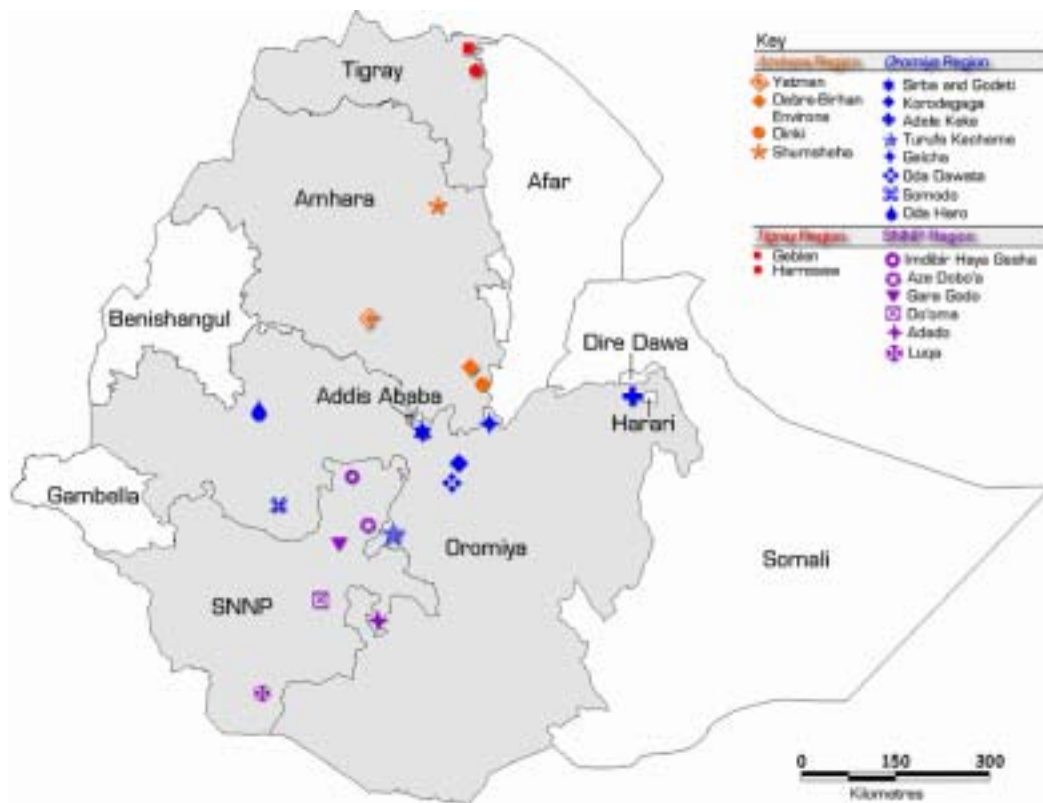 Key
Amhara Region
Yetmen
Debre-Birhan
Environs
Dinki
Shumsheha
Oromiya Region
Sirba and Godeti
Korodegaga
Adele Keke
Turufe Kecheme
Gelcha
Oda Dawata
Somodo
Oda Haro
Tigray Region
Geblen
Harresaw
SNNP Region
Imdibir Haya Gasha
Aze Dobo'a
Gara Godo
Do'oma
Adado
Luqa
Tigray
Afar
Amhara
Benishangul
Dire Dawa
Addis Ababa
Harari
Gambella
Oromiya
Somali
SNNP
0 150 300
Kilometres